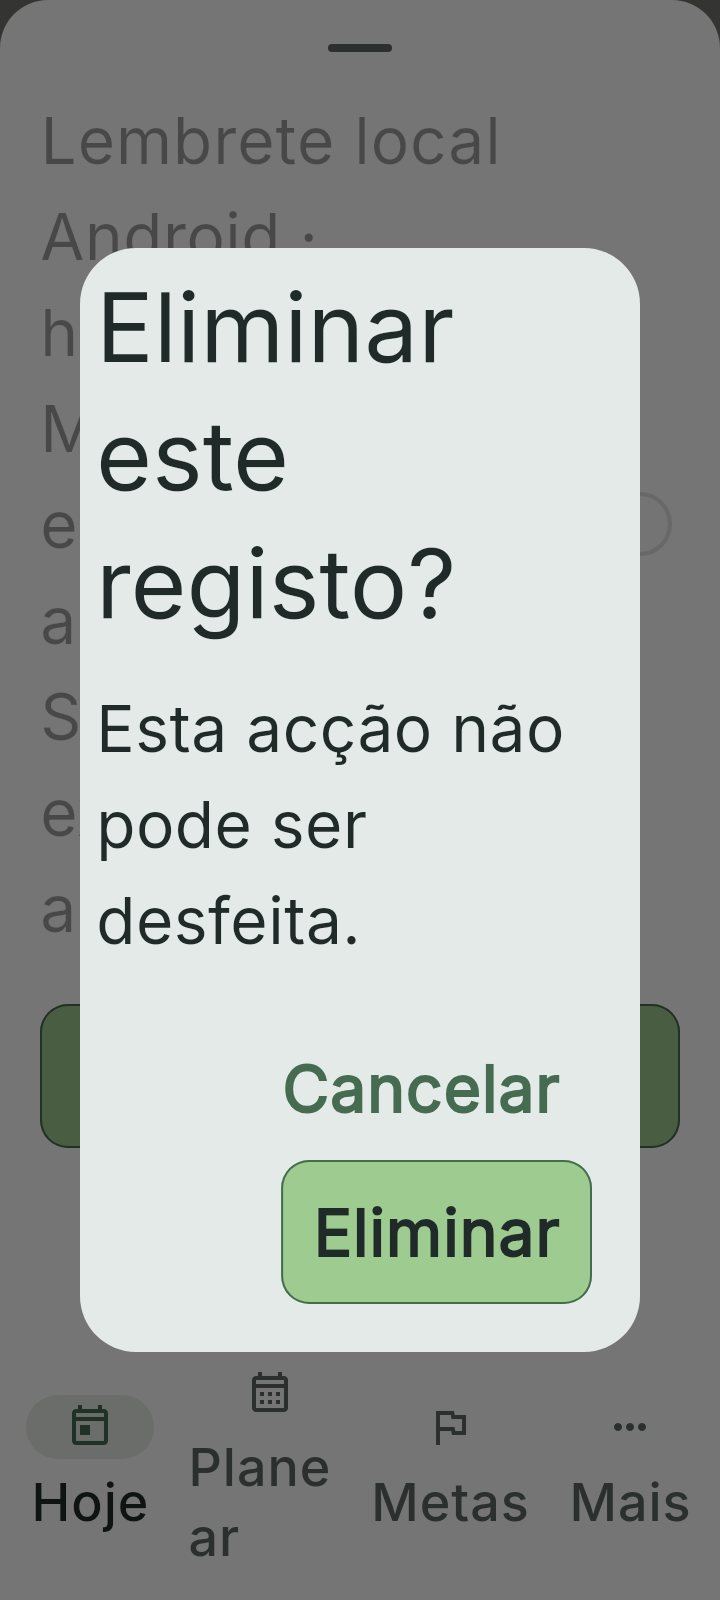 Lembrete local
Android ·
Eliminar
este
registo?
Esta acção não
pode ser
desfeita.
Cancelar
Eliminar
Hoje
Plane
ar
Metas
Mais